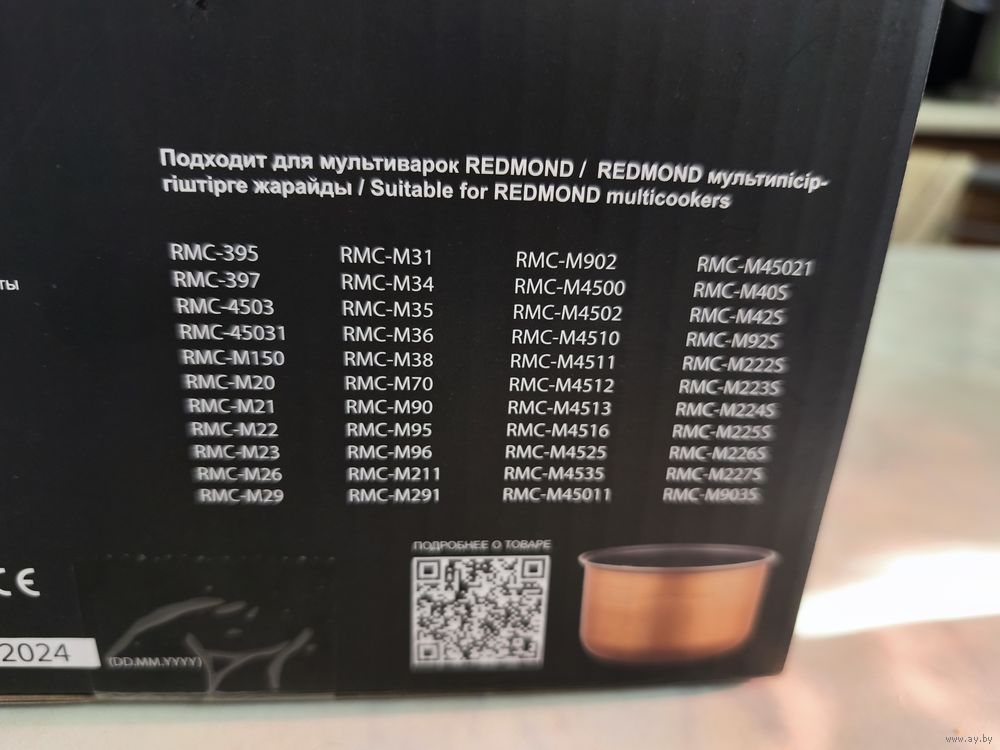 Подходит для мультиварок REDMOND / REDMOND мультипісір-
гіштірге жарайды / Suitable for REDMOND multicookers
RMC-395
RMC-397
RMC-4503
RMC-45031
RMC-M150
RMC-M20
RMC-M21
RMC-M22
RMC-M23
RMC-M26
RMC-M29
RMC-M31
RMC-M34
RMC-M35
RMC-M36
RMC-M38
RMC-M70
RMC-M90
RMC-M95
RMC-M96
RMC-M211
RMC-M291
RMC-M902
RMC-M4500
RMC-M4502
RMC-M4510
RMC-M4511
RMC-M4512
RMC-M4513
RMC-M4516
RMC-M4525
RMC-M4535
RMC-M45011
RMC-M45021
RMC-M40S
RMC-M42S
RMC-M92S
RMC-M222S
RMC-M223S
RMC-M224S
RMC-M225S
RMC-M226S
RMC-M227S
RMC-M903S
ты
ПОДРОБНЕЕ О ТОВАРЕ
CE
2024
(DD.MM.YYYY)
www.ay.by